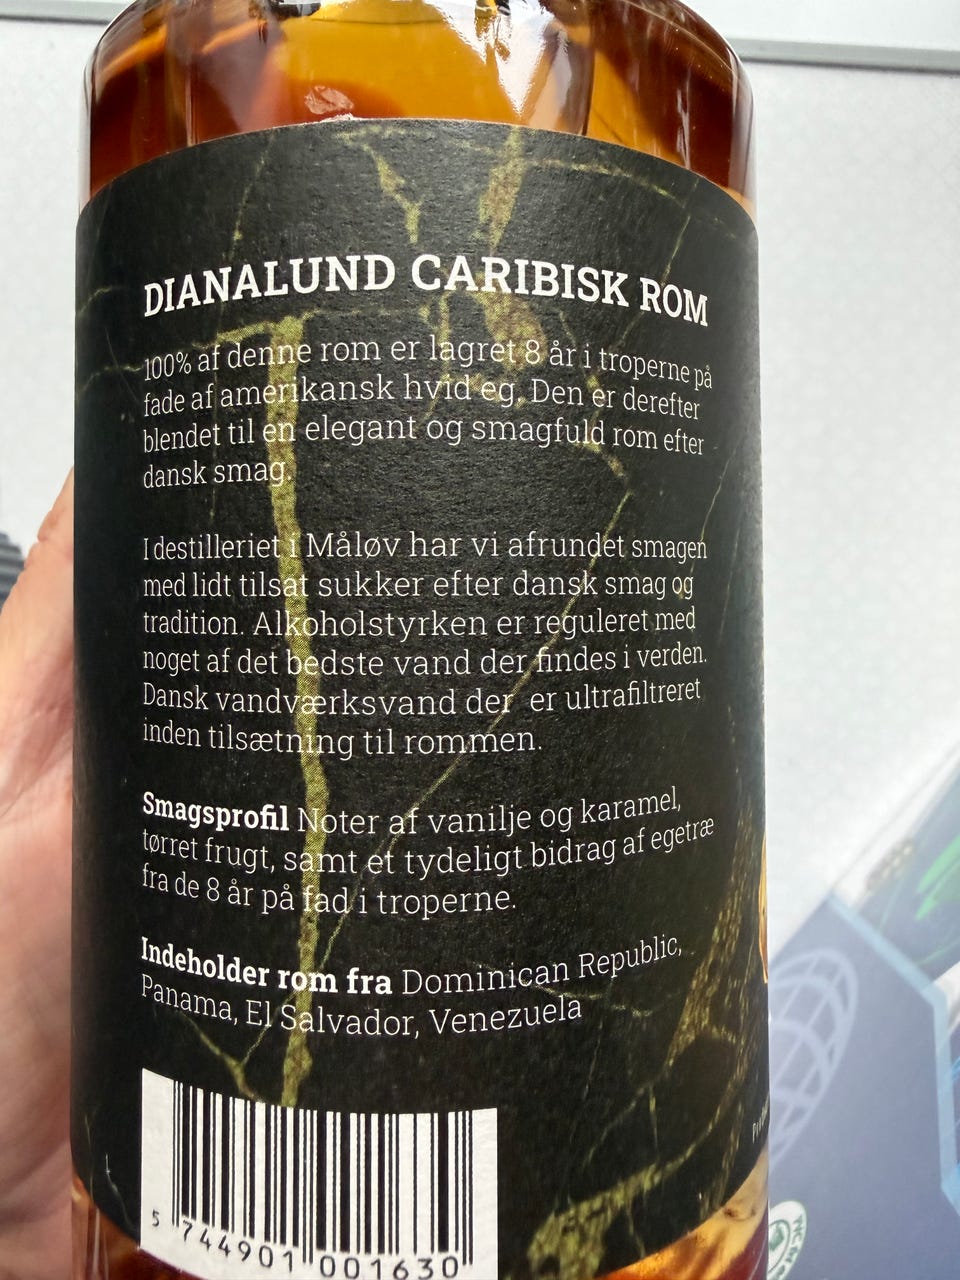 DIANALUND CARIBISK ROM
100% af denne rom er lagret 8 år i troperne på
fade af amerikansk hvid eg. Den er derefter
blendet til en elegant og smagfuld rom efter
dansk smag.
I destilleriet i Måløv har vi afrundet smagen
med lidt tilsat sukker efter dansk smag og
tradition. Alkoholstyrken er reguleret med
noget af det bedste vand der findes i verden.
Dansk vandværksvand der er ultrafiltreret
inden tilsætning til rommen.
Smagsprofil Noter af vanilje og karamel,
tørret frugt, samt et tydeligt bidrag af egetræ
fra de 8 år på fad i troperne.
Indeholder rom fra Dominican Republic,
Panama, El Salvador, Venezuela
5 744901 001630